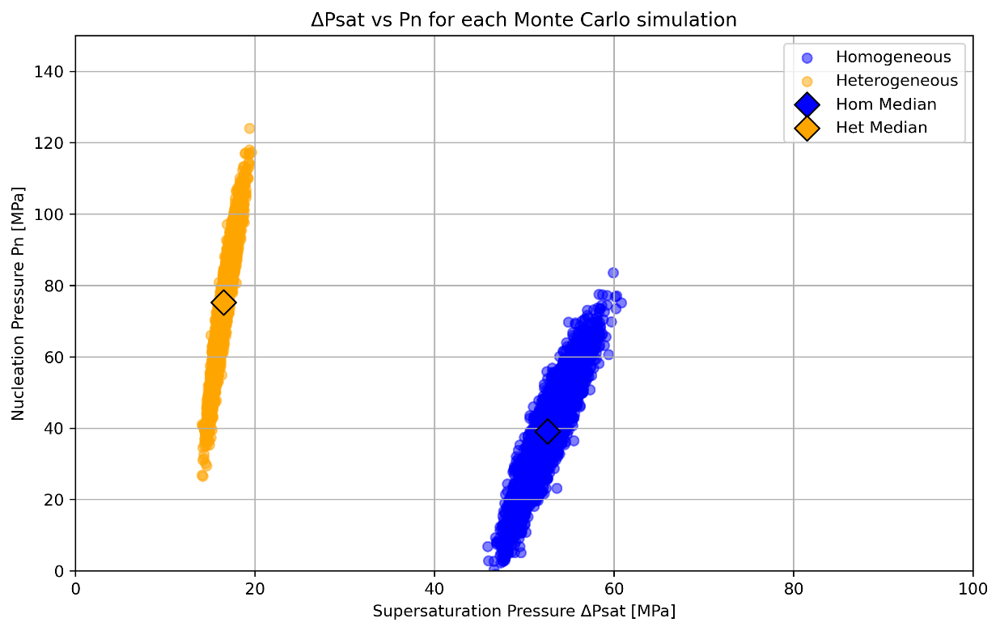 ΔPsat vs Pn for each Monte Carlo simulation
Homogeneous
Heterogeneous
Hom Median
Het Median
Nucleation Pressure Pn [MPa]
140
120
100
80
60
40
20
0
0 20 40 60 80 100
Supersaturation Pressure ΔPsat [MPa]